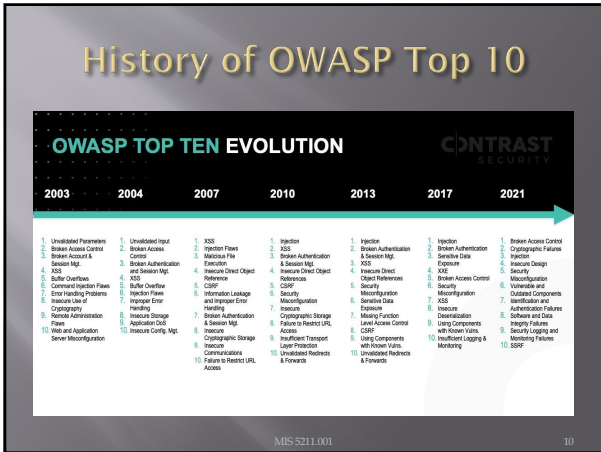 History of OWASP Top 10
OWASP TOP TEN EVOLUTION
CONTRAST
SECURITY
2003
2004
2007
2010
2013
2017
2021
1. Unvalidated Parameters
2. Broken Access Control
3. Broken Account &
Session Mgt.
4. XSS
5. Buffer Overflows
6. Command Injection Flaws
7. Error Handling Problems
8. Insecure Use of
Cryptography
9. Remote Administration
Flaws
10. Web and Application
Server Misconfiguration
1. Unvalidated Input
2. Broken Access
Control
3. Broken Authentication
and Session Mgt.
4. XSS
5. Buffer Overflow
6. Injection Flaws
7. Improper Error
Handling
8. Insecure Storage
9. Application DoS
10. Insecure Config. Mgt.
1. XSS
2. Injection Flaws
3. Malicious File
Execution
4. Insecure Direct Object
Reference
5. CSRF
6. Information Leakage
and Improper Error
Handling
7. Broken Authentication
& Session Mgt.
8. Insecure
Cryptographic Storage
9. Insecure
Communications
10. Failure to Restrict URL
Access
1. Injection
2. XSS
3. Broken Authentication
& Session Mgt.
4. Insecure Direct Object
References
5. CSRF
6. Security
Misconfiguration
7. Insecure
Cryptographic Storage
8. Failure to Restrict URL
Access
9. Insufficient Transport
Layer Protection
10. Unvalidated Redirects
& Forwards
1. Injection
2. Broken Authentication
& Session Mgt.
3. XSS
4. Insecure Direct
Object References
5. Security
Misconfiguration
6. Sensitive Data
Exposure
7. Missing Function
Level Access Control
8. CSRF
9. Using Components
with Known Vulns.
10. Unvalidated Redirects
& Forwards
1. Injection
2. Broken Authentication
3. Sensitive Data
Exposure
4. XXE
5. Broken Access Control
6. Security
Misconfiguration
7. XSS
8. Insecure
Deserialization
9. Using Components
with Known Vulns.
10. Insufficient Logging &
Monitoring
1. Broken Access Control
2. Cryptographic Failures
3. Injection
4. Insecure Design
5. Security
Misconfiguration
6. Vulnerable and
Outdated Components
7. Identification and
Authentication Failures
8. Software and Data
Integrity Failures
9. Security Logging and
Monitoring Failures
10. SSRF
MIS 5211.001
10